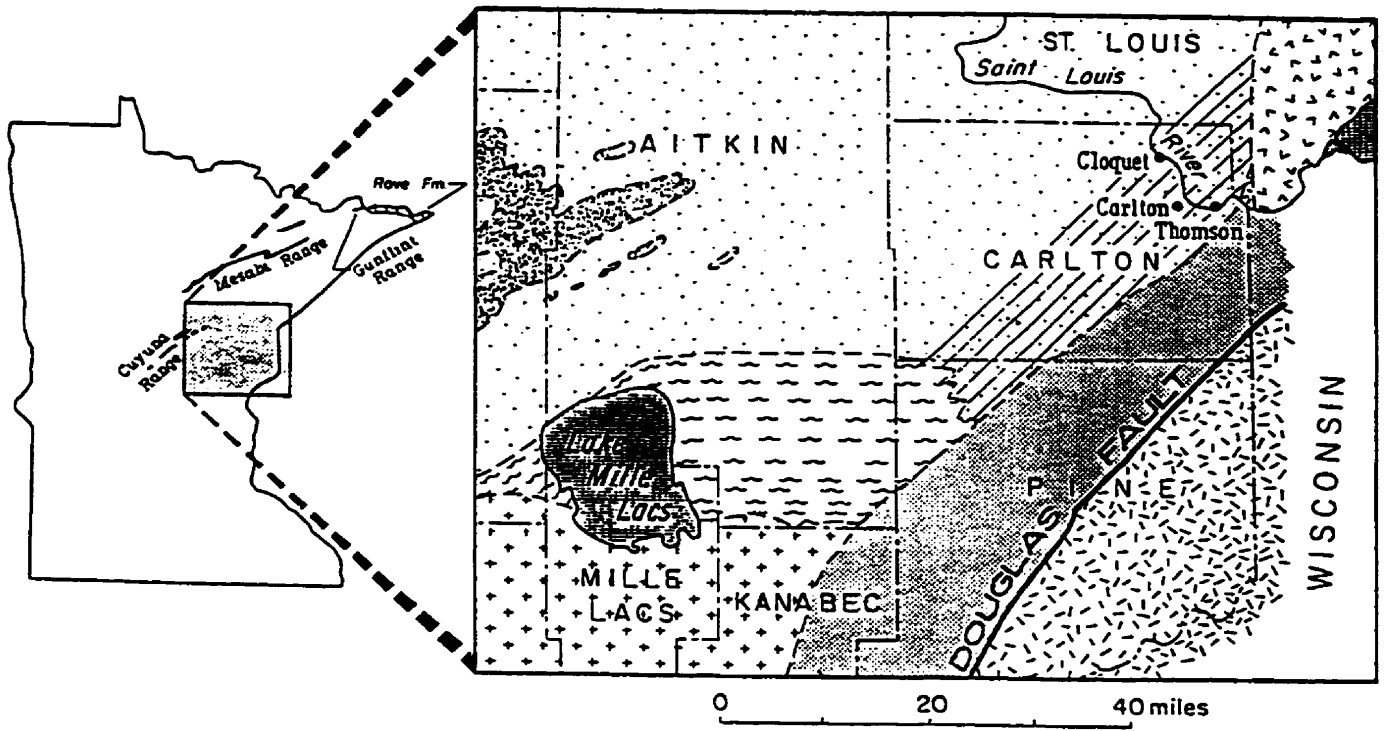 Rove Fm.
Mesabi Range
Gunflint
Range
Cuyuna
Range
ST. LOUIS
Saint Louis
River
AITKIN
Cloquet
Carlton
Thomson
CARLTON
Lake
Mille
Lacs
DOUGLAS FAULT
PINE
WISCONSIN
MILLE
LACS
KANABEC
0 20 40 miles